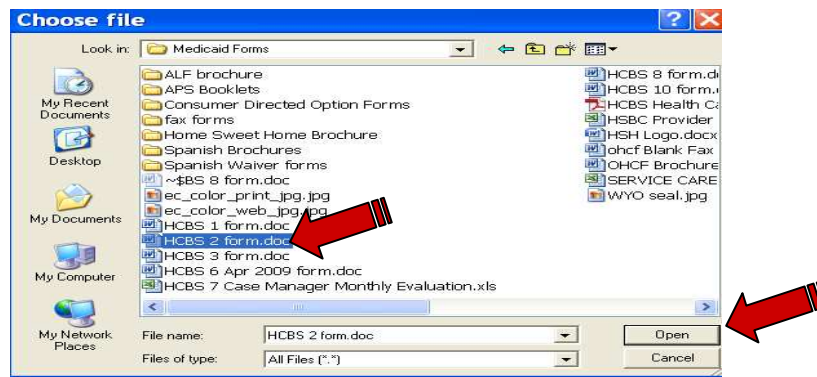 Choose file
Look in: Medicaid Forms
My Recent
Documents
Desktop
My Documents
My Computer
My Network
Places
ALF brochure
APS Booklets
Consumer Directed Option Forms
fax forms
Home Sweet Home Brochure
Spanish Brochures
Spanish Waiver forms
~$BS 8 form.doc
ec_color_print_jpg.jpg
ec_color_web_jpg.jpg
HCBS 1 form.doc
HCBS 2 form.doc
HCBS 3 form.doc
HCBS 6 Apr 2009 form.doc
HCBS 7 Case Manager Monthly Evaluation.xls
HCBS 8 form.d
HCBS 10 form.
HCBS Health Ca
HSBC Provider
HSH Logo.docx
ohcf Blank Fax
OHCF Brochure
SERVICE CARE
WYO seal.jpg
File name: HCBS 2 form.doc Open
Files of type: All Files (*.*) Cancel